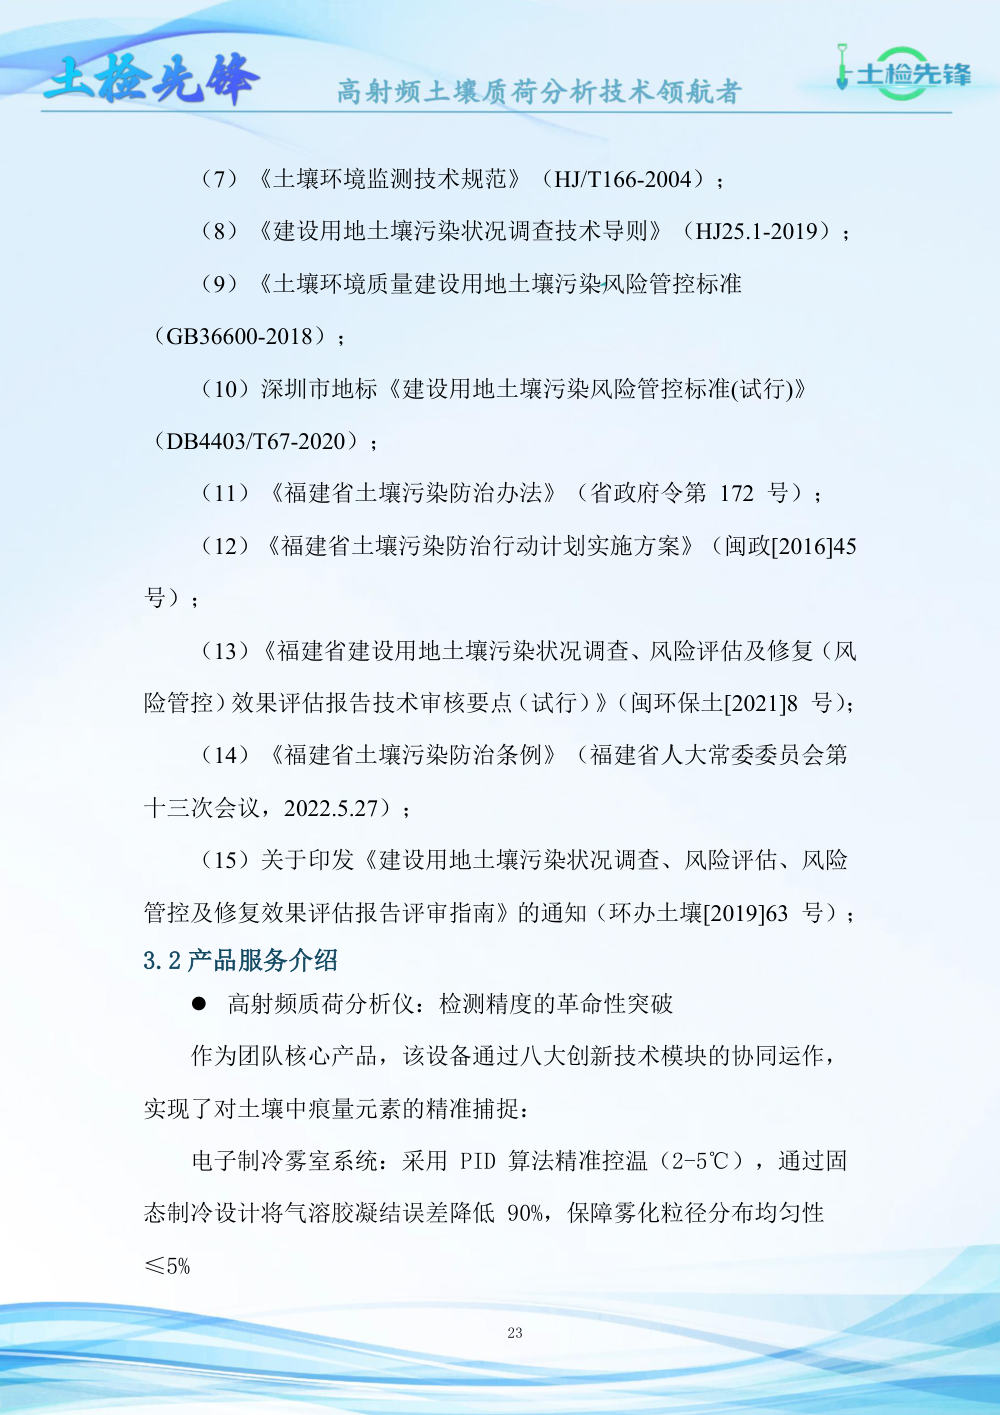 土检先锋
高射频土壤质荷分析技术领航者
土检先锋
（7）《土壤环境监测技术规范》（HJ/T166-2004）；
（8）《建设用地土壤污染状况调查技术导则》（HJ25.1-2019）；
（9）《土壤环境质量建设用地土壤污染风险管控标准
（GB36600-2018）；
（10）深圳市地标《建设用地土壤污染风险管控标准(试行)》
（DB4403/T67-2020）；
（11）《福建省土壤污染防治办法》（省政府令第 172 号）；
（12）《福建省土壤污染防治行动计划实施方案》（闽政[2016]45
号）；
（13）《福建省建设用地土壤污染状况调查、风险评估及修复（风
险管控）效果评估报告技术审核要点（试行）》（闽环保土[2021]8 号）；
（14）《福建省土壤污染防治条例》（福建省人大常委委员会第
十三次会议，2022.5.27）；
（15）关于印发《建设用地土壤污染状况调查、风险评估、风险
管控及修复效果评估报告评审指南》的通知（环办土壤[2019]63 号）；
3.2 产品服务介绍
● 高射频质荷分析仪：检测精度的革命性突破
作为团队核心产品，该设备通过八大创新技术模块的协同运作，
实现了对土壤中痕量元素的精准捕捉：
电子制冷雾室系统：采用 PID 算法精准控温（2-5℃），通过固
态制冷设计将气溶胶凝结误差降低 90%，保障雾化粒径分布均匀性
≤5%
23